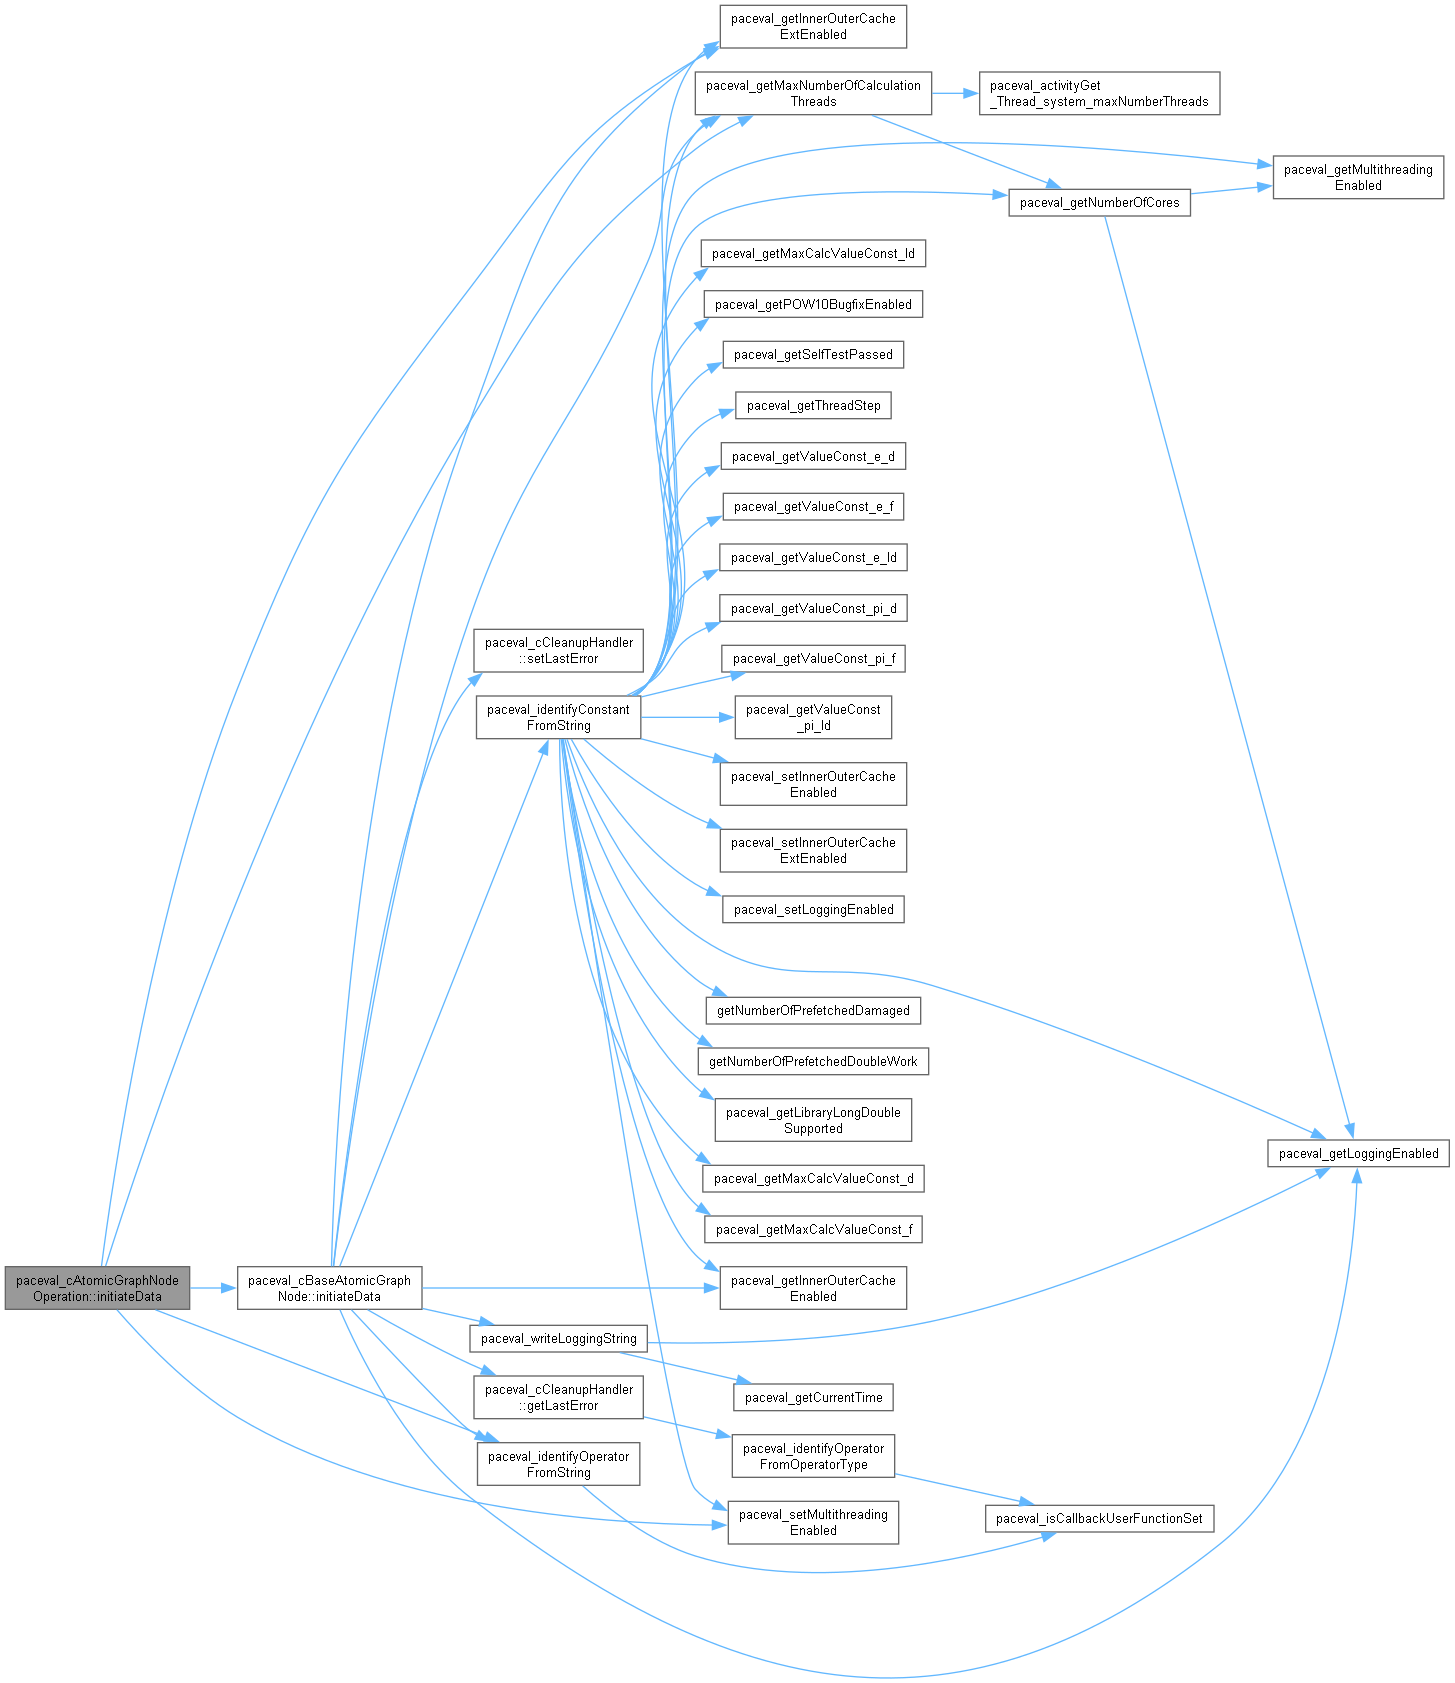 paceval_getInnerOuterCache
ExtEnabled
paceval_getMaxNumberOfCalculation
Threads
paceval_activityGet
_Thread_system_maxNumberThreads
paceval_getMultithreading
Enabled
paceval_getNumberOfCores
paceval_getMaxCalcValueConst_ld
paceval_getPOW10BugfixEnabled
paceval_getSelfTestPassed
paceval_getThreadStep
paceval_getValueConst_e_d
paceval_getValueConst_e_f
paceval_getValueConst_e_ld
paceval_getValueConst_pi_d
paceval_cCleanupHandler
::setLastError
paceval_getValueConst_pi_f
paceval_identifyConstant
FromString
paceval_getValueConst
_pi_ld
paceval_setInnerOuterCache
Enabled
paceval_setInnerOuterCache
ExtEnabled
paceval_setLoggingEnabled
getNumberOfPrefetchedDamaged
getNumberOfPrefetchedDoubleWork
paceval_getLibraryLongDouble
Supported
paceval_getLoggingEnabled
paceval_getMaxCalcValueConst_d
paceval_getMaxCalcValueConst_f
paceval_cAtomicGraphNode
Operation::initiateData
paceval_cBaseAtomicGraph
Node::initiateData
paceval_getInnerOuterCache
Enabled
paceval_writeLoggingString
paceval_cCleanupHandler
::getLastError
paceval_getCurrentTime
paceval_identifyOperator
FromOperatorType
paceval_identifyOperator
FromString
paceval_setMultithreading
Enabled
paceval_isCallbackUserFunctionSet